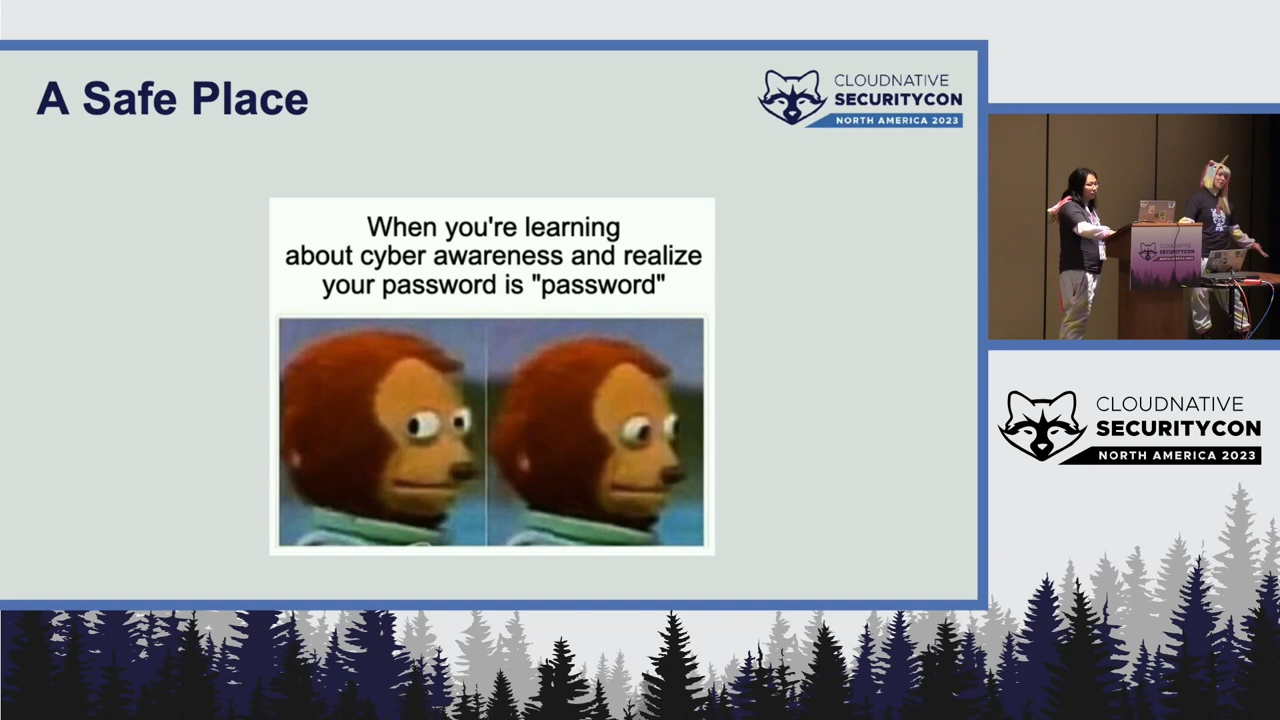 A Safe Place
CLOUDNATIVE
SECURITYCON
NORTH AMERICA 2023
When you're learning
about cyber awareness and realize
your password is "password"
CLOUDNATIVE
SECURITYCON
NORTH AMERICA 2023
SECURITYCON